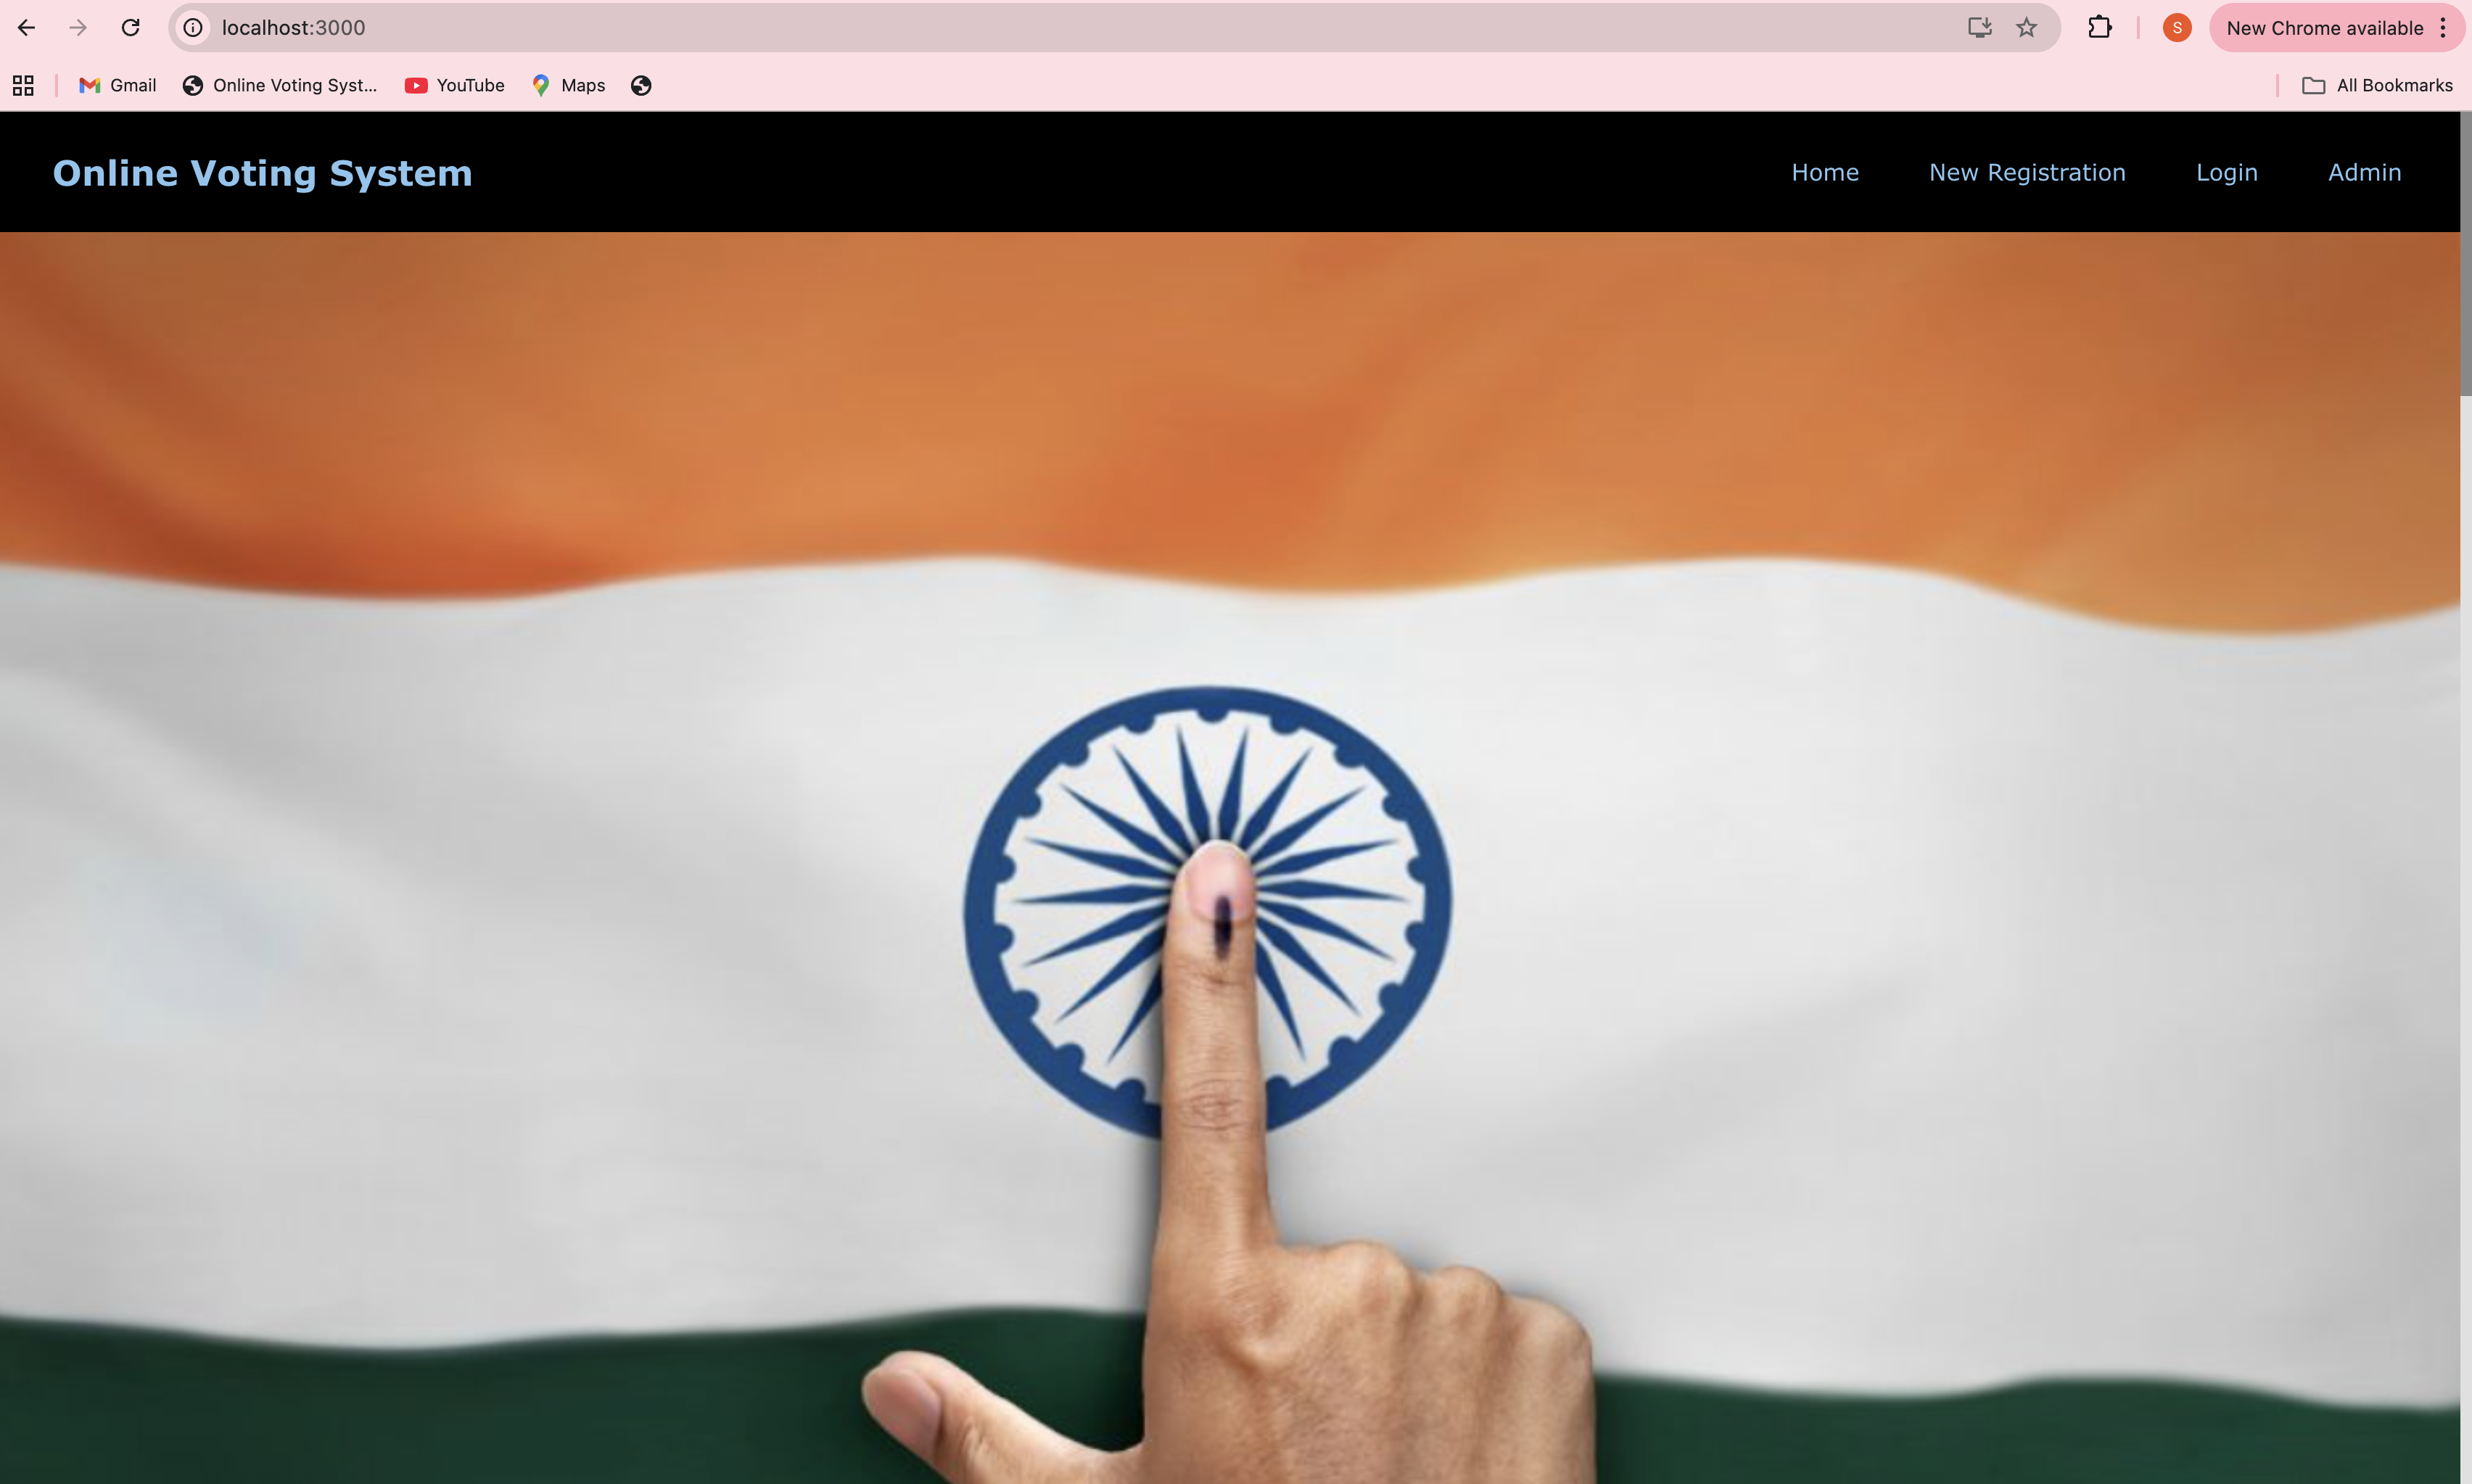 localhost:3000
S
New Chrome available
Gmail
Online Voting Syst...
YouTube
Maps
All Bookmarks
Online Voting System
Home
New Registration
Login
Admin